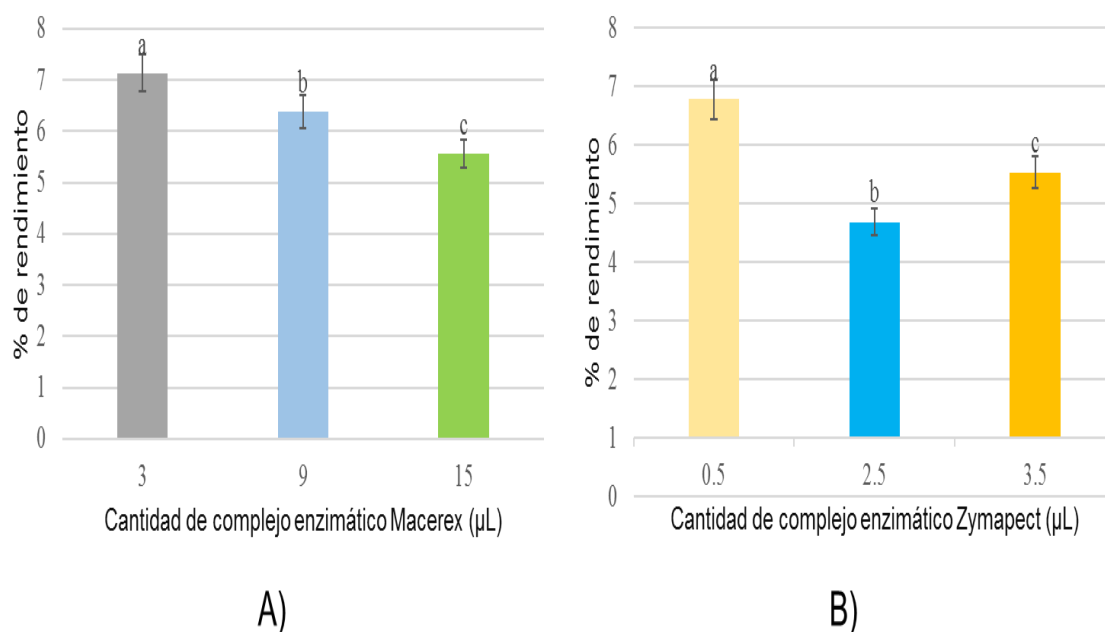 8
7
6
5
4
3
2
1
0
% de rendimiento
a
b
c
3
9
15
Cantidad de complejo enzimático Macerex (µL)
A)
8
7
6
5
4
3
2
1
0
% de rendimiento
a
b
c
0.5
2.5
3.5
Cantidad de complejo enzimático Zymapect (µL)
B)